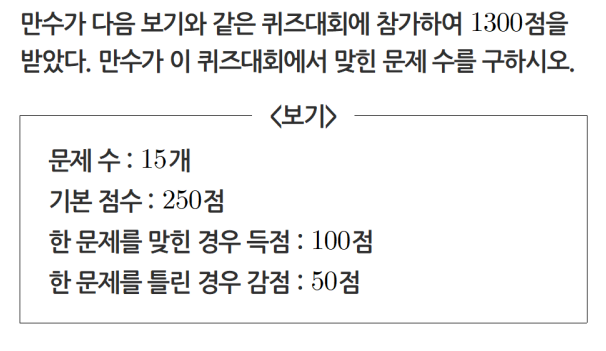 만수가 다음 보기와 같은 퀴즈대회에 참가하여 1300점을
받았다. 만수가 이 퀴즈대회에서 맞힌 문제 수를 구하시오.
<보기>
문제 수 : 15개
기본 점수 : 250점
한 문제를 맞힌 경우 득점 : 100점
한 문제를 틀린 경우 감점 : 50점